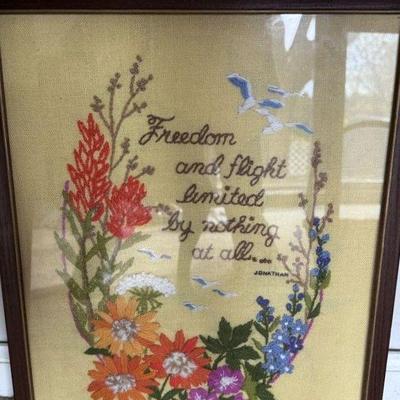 Freedom
and flight
limited
by nothing
at all...
JONATHAN